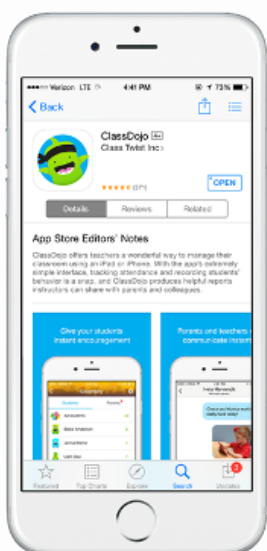 Verizon LTE 4:41 PM 73%
Back
ClassDojo 4+
Class Twist Inc
OPEN
Details Reviews Related
App Store Editors' Notes
ClassDojo offers teachers a wonderful way to manage their
classroom using an iPad or iPhone. With the app's extremely
simple interface, tracking attendance and recording students'
behavior is a snap, and ClassDojo produces helpful reports
instructors can share with parents and colleagues.
Give your students
instant encouragement
Parents and teachers
communicate instant
Students
Featured Top Charts Explore Search Updates
3